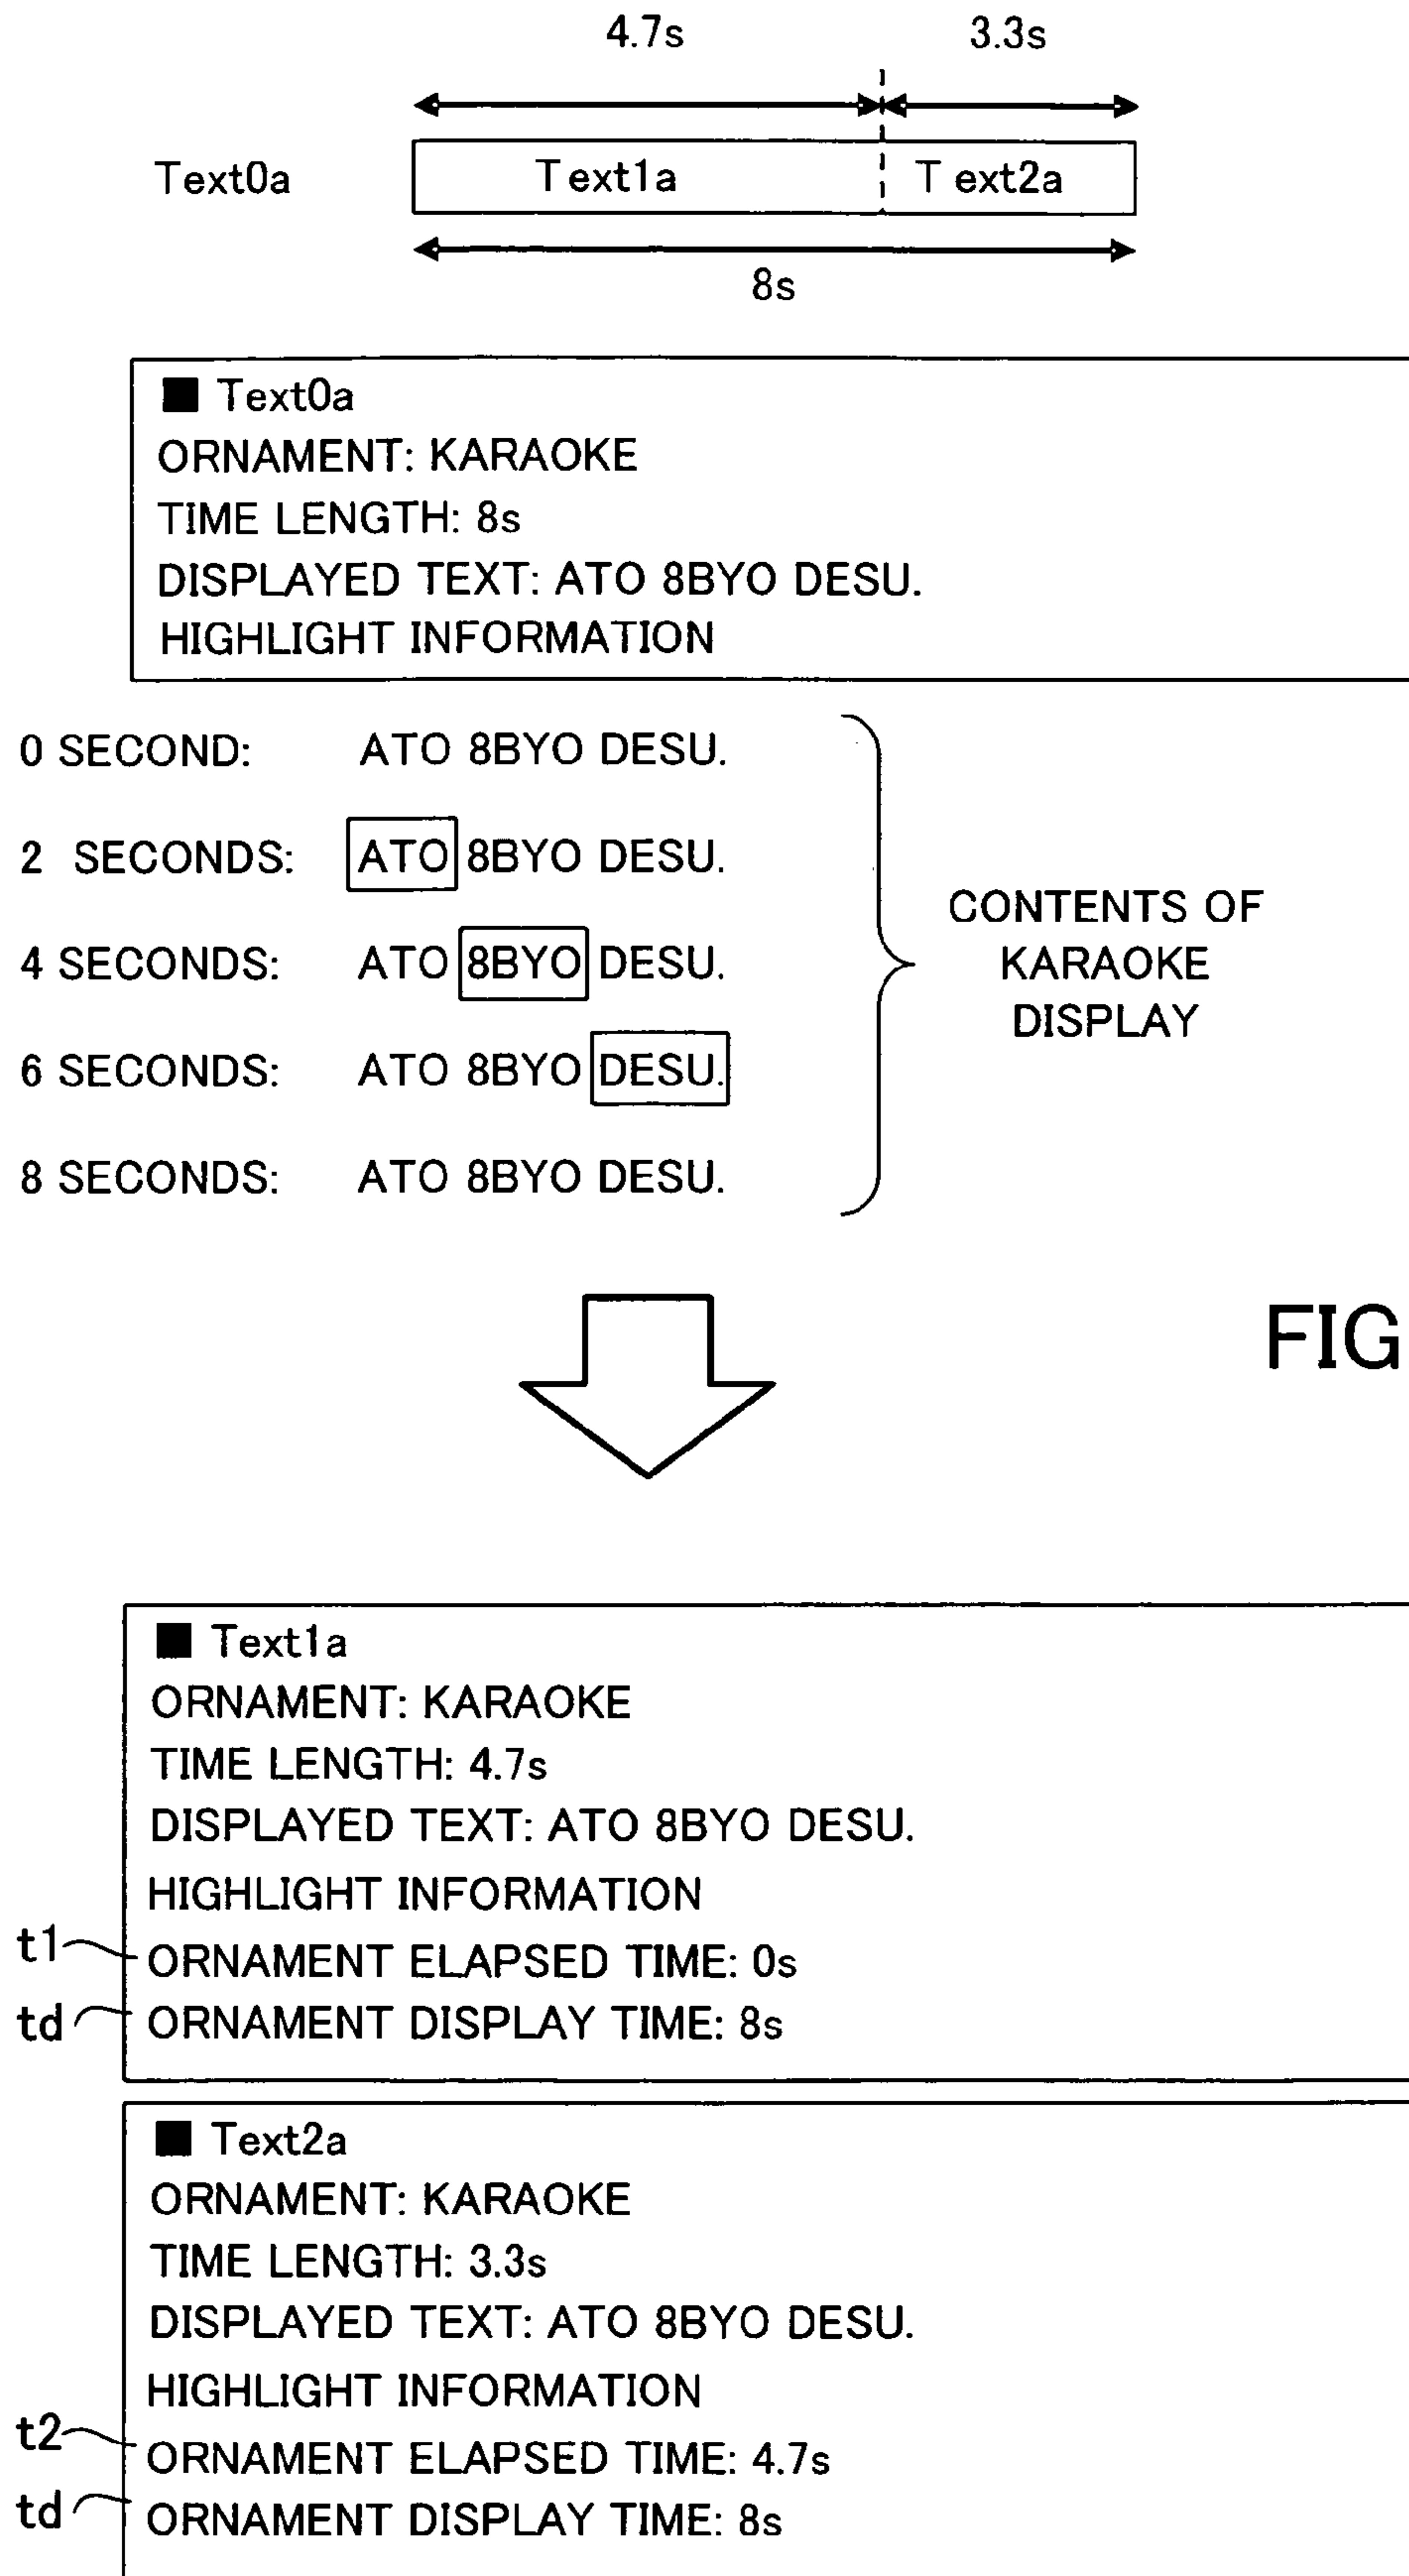 4.7s 3.3s
Text0a Text1a Text2a
8s
■ Text0a
ORNAMENT: KARAOKE
TIME LENGTH: 8s
DISPLAYED TEXT: ATO 8BYO DESU.
HIGHLIGHT INFORMATION
0 SECOND: ATO 8BYO DESU.
2 SECONDS: ATO 8BYO DESU.
4 SECONDS: ATO 8BYO DESU.
6 SECONDS: ATO 8BYO DESU.
8 SECONDS: ATO 8BYO DESU.
CONTENTS OF
KARAOKE
DISPLAY
FIG.
■ Text1a
ORNAMENT: KARAOKE
TIME LENGTH: 4.7s
DISPLAYED TEXT: ATO 8BYO DESU.
HIGHLIGHT INFORMATION
t1 ORNAMENT ELAPSED TIME: 0s
td ORNAMENT DISPLAY TIME: 8s
■ Text2a
ORNAMENT: KARAOKE
TIME LENGTH: 3.3s
DISPLAYED TEXT: ATO 8BYO DESU.
HIGHLIGHT INFORMATION
t2 ORNAMENT ELAPSED TIME: 4.7s
td ORNAMENT DISPLAY TIME: 8s